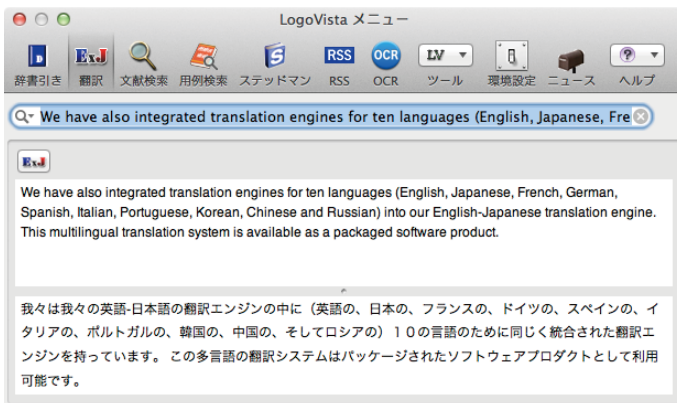 LogoVista メニュー
ExJ RSS OCR LV ?
辞書引き 翻訳 文献検索 用例検索 ステッドマン RSS OCR ツール 環境設定 ニュース ヘルプ
We have also integrated translation engines for ten languages (English, Japanese, Fre
ExJ
We have also integrated translation engines for ten languages (English, Japanese, French, German,
Spanish, Italian, Portuguese, Korean, Chinese and Russian) into our English-Japanese translation engine.
This multilingual translation system is available as a packaged software product.
我々は我々の英語-日本語の翻訳エンジンの中に（英語の、日本の、フランスの、ドイツの、スペインの、イ
タリアの、ポルトガルの、韓国の、中国の、そしてロシアの）１０の言語のために同じく統合された翻訳エ
ンジンを持っています。 この多言語の翻訳システムはパッケージされたソフトウェアプロダクトとして利用
可能です。